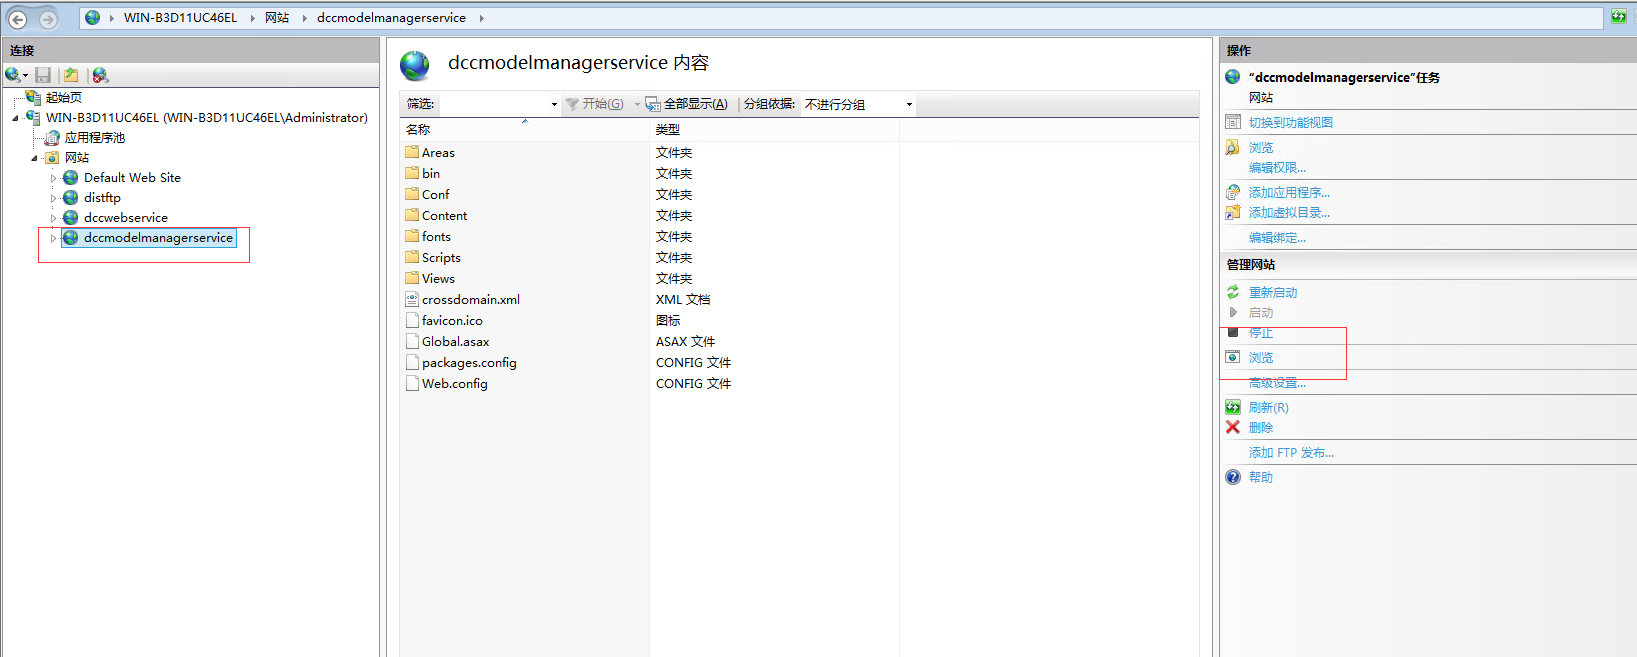 WIN-B3D11UC46EL 网站 dccmodelmanagerservice
连接
起始页
WIN-B3D11UC46EL (WIN-B3D11UC46EL\Administrator)
应用程序池
网站
Default Web Site
distftp
dccwebservice
dccmodelmanagerservice
dccmodelmanagerservice 内容
筛选: 开始(G) 全部显示(A) 分组依据: 不进行分组
名称 类型
Areas 文件夹
bin 文件夹
Conf 文件夹
Content 文件夹
fonts 文件夹
Scripts 文件夹
Views 文件夹
crossdomain.xml XML 文档
favicon.ico 图标
Global.asax ASAX 文件
packages.config CONFIG 文件
Web.config CONFIG 文件
操作
“dccmodelmanagerservice”任务
网站
切换到功能视图
浏览
编辑权限...
添加应用程序...
添加虚拟目录...
编辑绑定...
管理网站
重新启动
启动
停止
浏览
高级设置...
刷新(R)
删除
添加 FTP 发布...
帮助